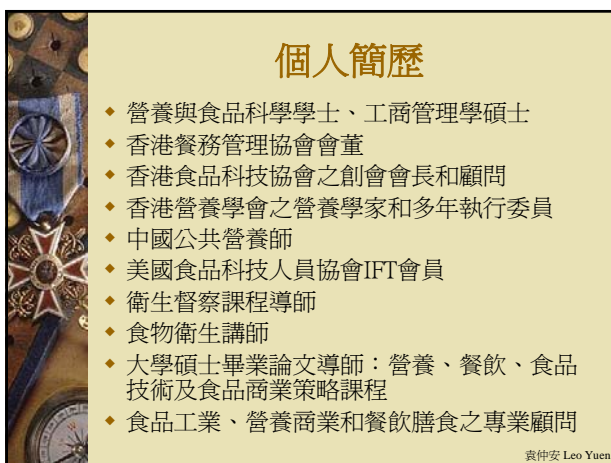 個人簡歷
營養與食品科學學士、工商管理學碩士
香港餐務管理協會會董
香港食品科技協會之創會會長和顧問
香港營養學會之營養學家和多年執行委員
中國公共營養師
美國食品科技人員協會IFT會員
衛生督察課程導師
食物衛生講師
大學碩士畢業論文導師：營養、餐飲、食品
技術及食品商業策略課程
食品工業、營養商業和餐飲膳食之專業顧問
袁仲安 Leo Yuen